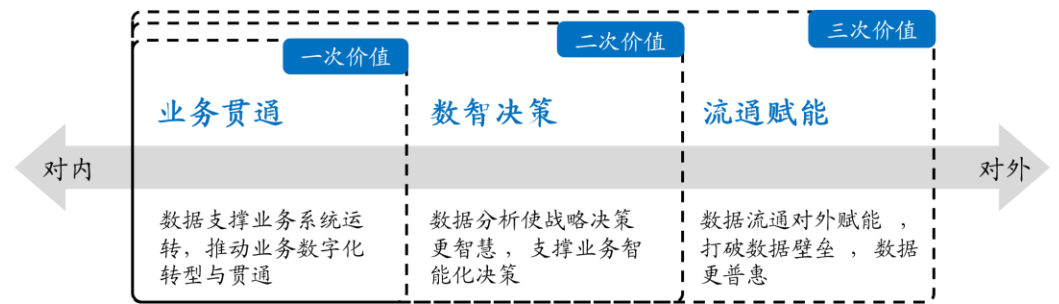 一次价值
二次价值
三次价值
业务贯通
数智决策
流通赋能
对内
对外
数据支撑业务系统运
转，推动业务数字化
转型与贯通
数据分析使战略决策
更智慧，支撑业务智
能化决策
数据流通对外赋能，
打破数据壁垒，数据
更普惠